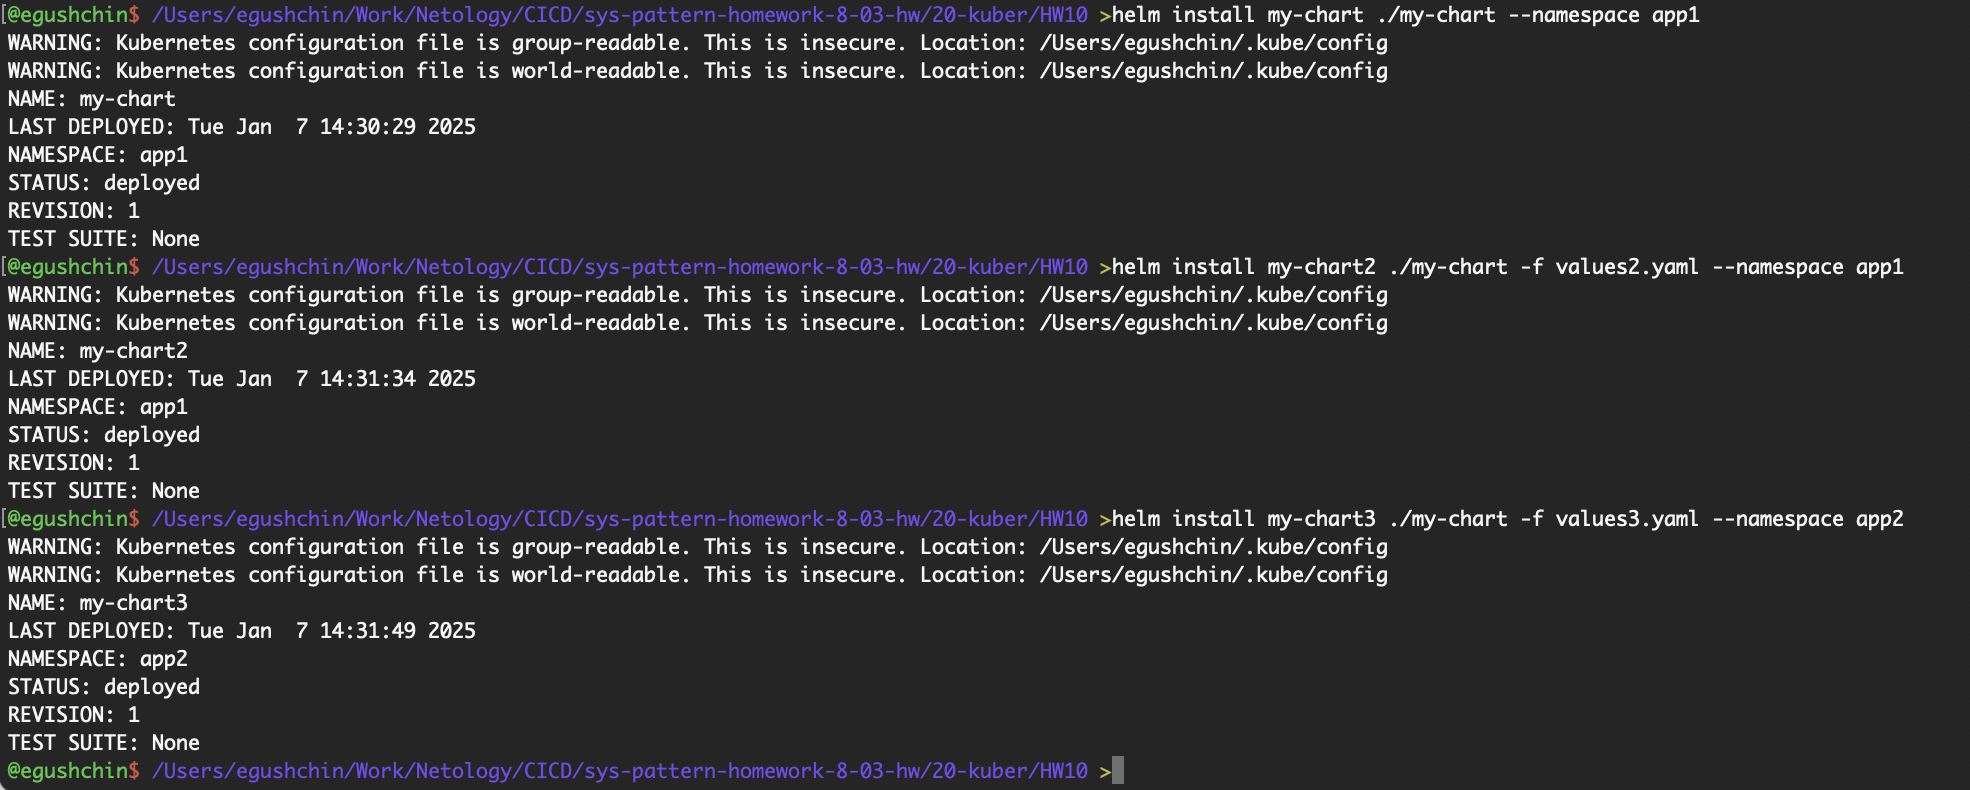 [@egushchin$ /Users/egushchin/Work/Netology/CICD/sys-pattern-homework-8-03-hw/20-kuber/HW10 >helm install my-chart ./my-chart --namespace app1
WARNING: Kubernetes configuration file is group-readable. This is insecure. Location: /Users/egushchin/.kube/config
WARNING: Kubernetes configuration file is world-readable. This is insecure. Location: /Users/egushchin/.kube/config
NAME: my-chart
LAST DEPLOYED: Tue Jan  7 14:30:29 2025
NAMESPACE: app1
STATUS: deployed
REVISION: 1
TEST SUITE: None
[@egushchin$ /Users/egushchin/Work/Netology/CICD/sys-pattern-homework-8-03-hw/20-kuber/HW10 >helm install my-chart2 ./my-chart -f values2.yaml --namespace app1
WARNING: Kubernetes configuration file is group-readable. This is insecure. Location: /Users/egushchin/.kube/config
WARNING: Kubernetes configuration file is world-readable. This is insecure. Location: /Users/egushchin/.kube/config
NAME: my-chart2
LAST DEPLOYED: Tue Jan  7 14:31:34 2025
NAMESPACE: app1
STATUS: deployed
REVISION: 1
TEST SUITE: None
[@egushchin$ /Users/egushchin/Work/Netology/CICD/sys-pattern-homework-8-03-hw/20-kuber/HW10 >helm install my-chart3 ./my-chart -f values3.yaml --namespace app2
WARNING: Kubernetes configuration file is group-readable. This is insecure. Location: /Users/egushchin/.kube/config
WARNING: Kubernetes configuration file is world-readable. This is insecure. Location: /Users/egushchin/.kube/config
NAME: my-chart3
LAST DEPLOYED: Tue Jan  7 14:31:49 2025
NAMESPACE: app2
STATUS: deployed
REVISION: 1
TEST SUITE: None
@egushchin$ /Users/egushchin/Work/Netology/CICD/sys-pattern-homework-8-03-hw/20-kuber/HW10 >